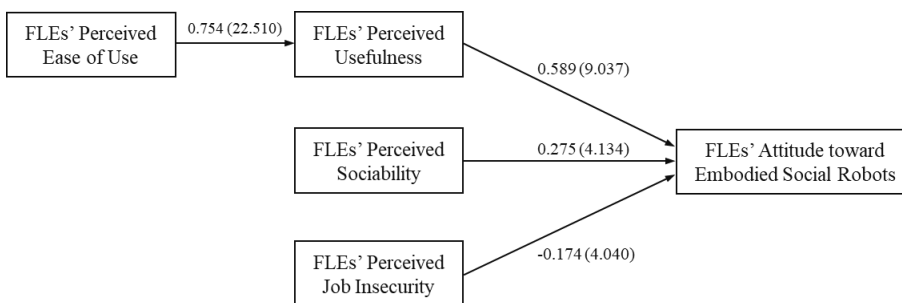 FLEs’ Perceived
Ease of Use
0.754 (22.510)
FLEs’ Perceived
Usefulness
0.589 (9.037)
FLEs’ Perceived
Sociability
0.275 (4.134)
FLEs’ Attitude toward
Embodied Social Robots
FLEs’ Perceived
Job Insecurity
-0.174 (4.040)